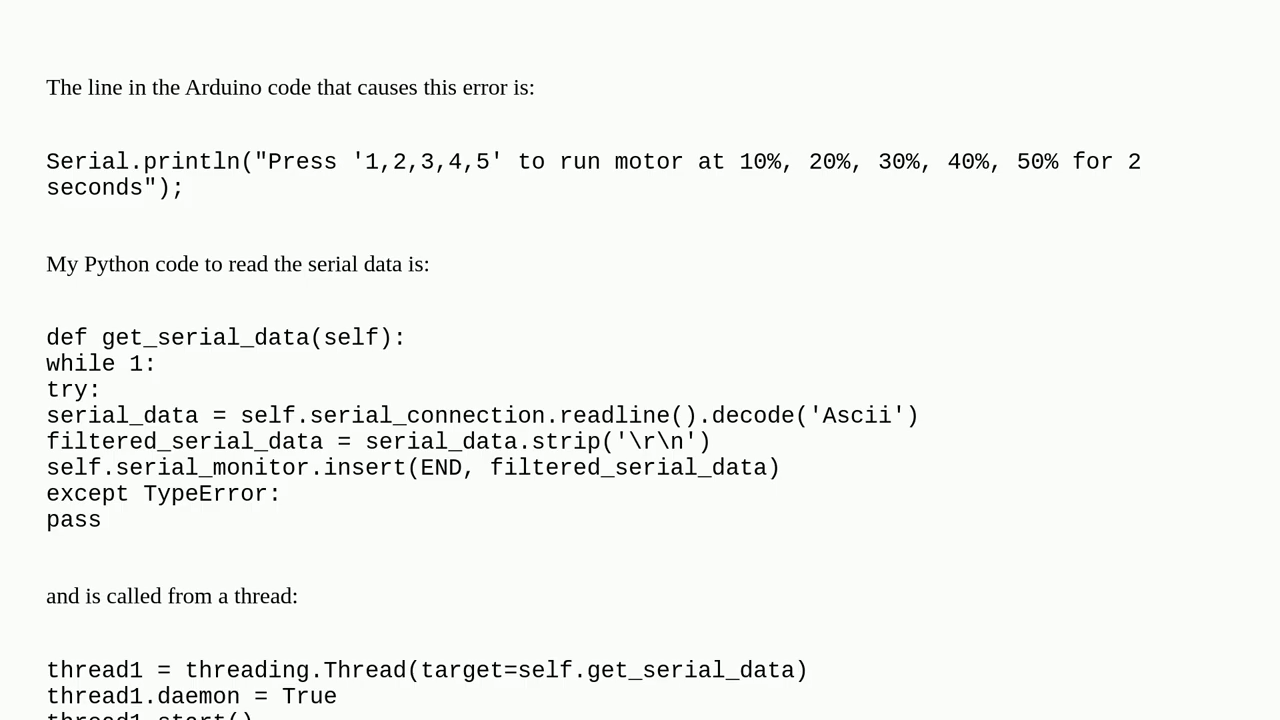 The line in the Arduino code that causes this error is:
Serial.println("Press '1,2,3,4,5' to run motor at 10%, 20%, 30%, 40%, 50% for 2
seconds");
My Python code to read the serial data is:
def get_serial_data(self):
while 1:
try:
serial_data = self.serial_connection.readline().decode('Ascii')
filtered_serial_data = serial_data.strip('\r\n')
self.serial_monitor.insert(END, filtered_serial_data)
except TypeError:
pass
and is called from a thread:
thread1 = threading.Thread(target=self.get_serial_data)
thread1.daemon = True
thread1.start()